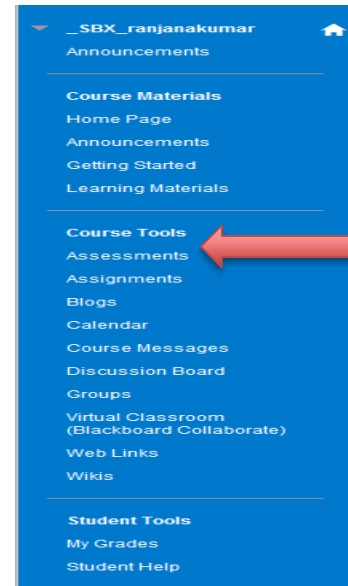 _SBX_ranjanakumar
Announcements
Course Materials
Home Page
Announcements
Getting Started
Learning Materials
Course Tools
Assessments
Assignments
Blogs
Calendar
Course Messages
Discussion Board
Groups
Virtual Classroom
(Blackboard Collaborate)
Web Links
Wikis
Student Tools
My Grades
Student Help